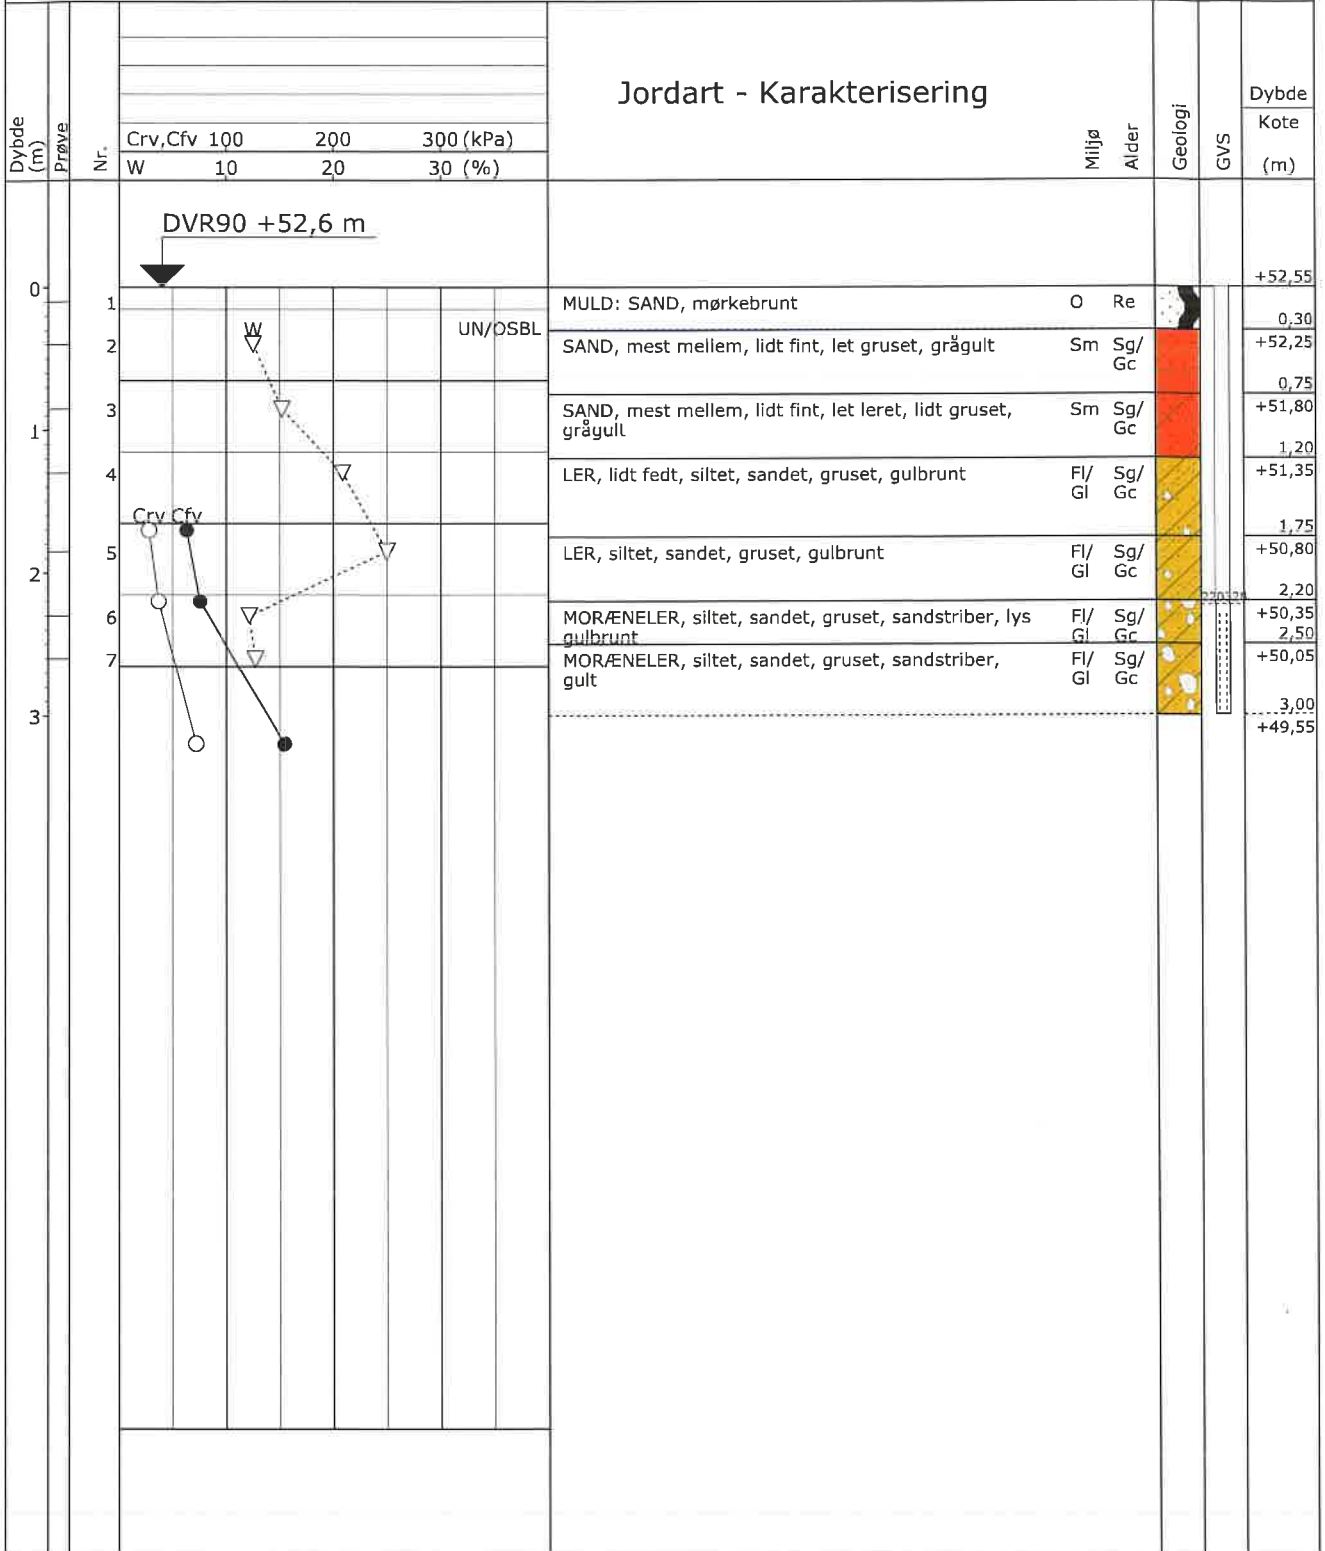 Jordart - Karakterisering
Dybde (m)
Prøve
Nr.
Crv,Cfv 100 200 300 (kPa)
W 10 20 30 (%)
Miljø
Alder
Geologi
GVS
Dybde
Kote
(m)
DVR90 +52,6 m
+52,55
0
1 MULD: SAND, mørkebrunt O Re
0,30
W UN/OSBL
2 SAND, mest mellem, lidt fint, let gruset, grågult Sm Sg/ +52,25
Gc
0,75
3 SAND, mest mellem, lidt fint, let leret, lidt gruset, Sm Sg/ +51,80
1 grågult Gc
1,20
4 LER, lidt fedt, siltet, sandet, gruset, gulbrunt Fl/ Sg/ +51,35
Gl Gc
Crv Cfv
1,75
5 LER, siltet, sandet, gruset, gulbrunt Fl/ Sg/ +50,80
2 Gl Gc
2,20
6 MORÆNELER, siltet, sandet, gruset, sandstriber, lys Fl/ Sg/ +50,35
gulbrunt Gl Gc 2,50
7 MORÆNELER, siltet, sandet, gruset, sandstriber, Fl/ Sg/ +50,05
gult Gl Gc
3 3,00
+49,55